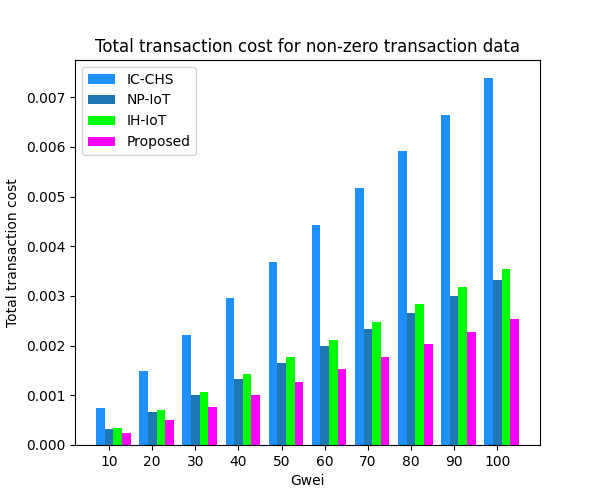 Total transaction cost for non-zero transaction data
IC-CHS
NP-IoT
IH-IoT
Proposed
Total transaction cost
0.007
0.006
0.005
0.004
0.003
0.002
0.001
0.000
10 20 30 40 50 60 70 80 90 100
Gwei